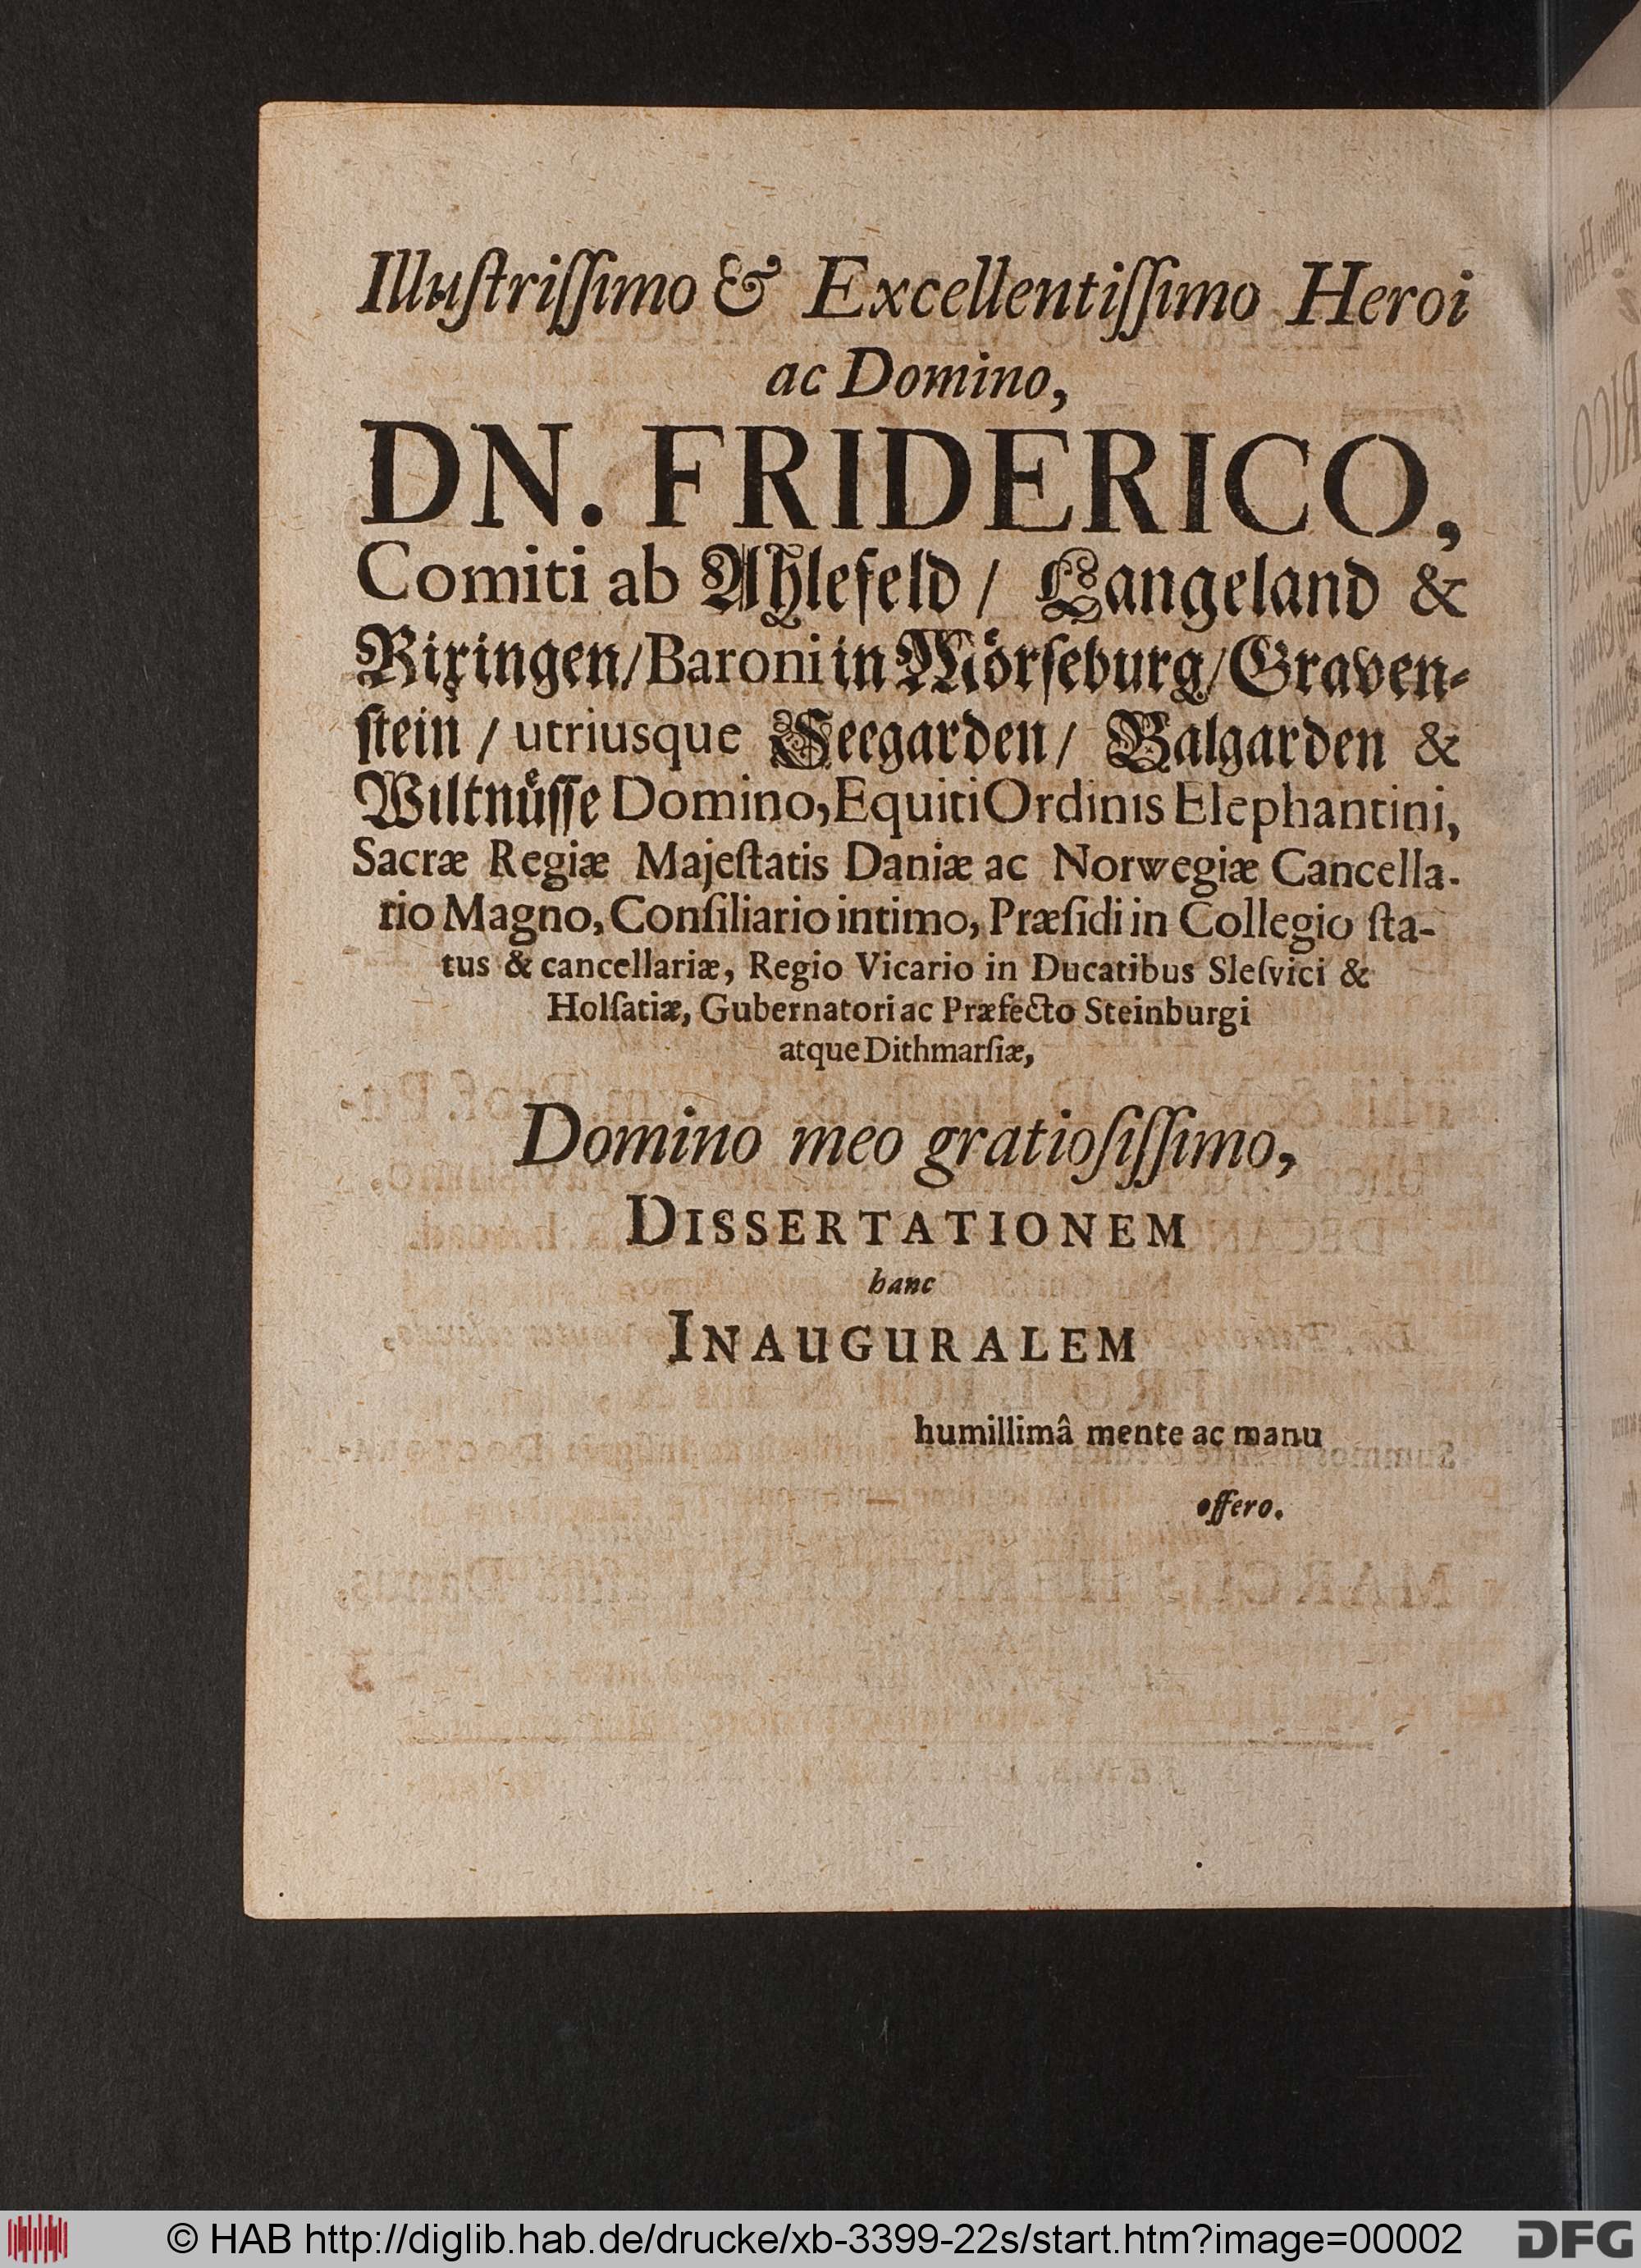 Illuſtriſſimo & Excellentiſſimo Heroi
ac Domino,
DN. FRIDERICO,
Comiti ab Ahlefeld / Langeland &
Rixingen / Baroni in Mörſeburg / Graven-
ſtein / utriusque Seegarden / Balgarden &
Wiltnüſſe Domino, Equiti Ordinis Elephantini,
Sacræ Regiæ Majeſtatis Daniæ ac Norwegiæ Cancella-
rio Magno, Conſiliario intimo, Præſidi in Collegio ſta-
tus & cancellariæ, Regio Vicario in Ducatibus Sleſvici &
Holſatiæ, Gubernatori ac Præfecto Steinburgi
atque Dithmarſiæ,
Domino meo gratioſiſſimo,
DISSERTATIONEM
hanc
INAUGURALEM
humillimâ mente ac manu
offero.
© HAB http://diglib.hab.de/drucke/xb-3399-22s/start.htm?image=00002
DFG